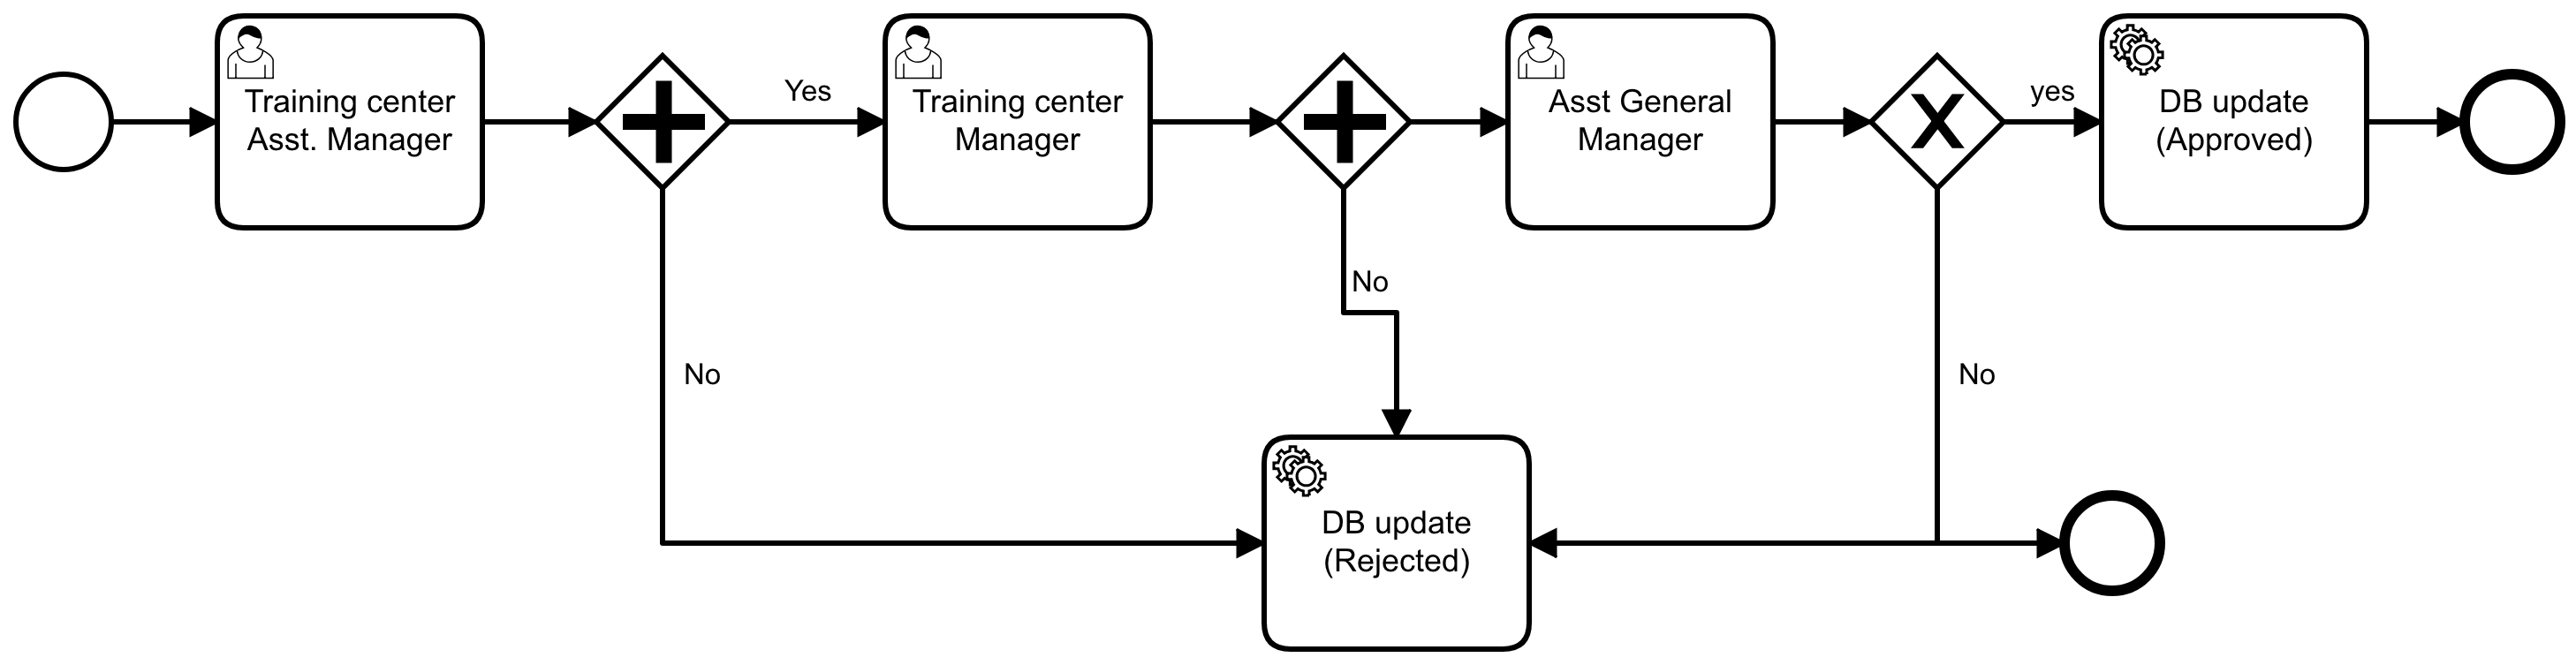 Training center
Asst. Manager
Yes
Training center
Manager
Asst General
Manager
yes
DB update
(Approved)
No
No
No
DB update
(Rejected)